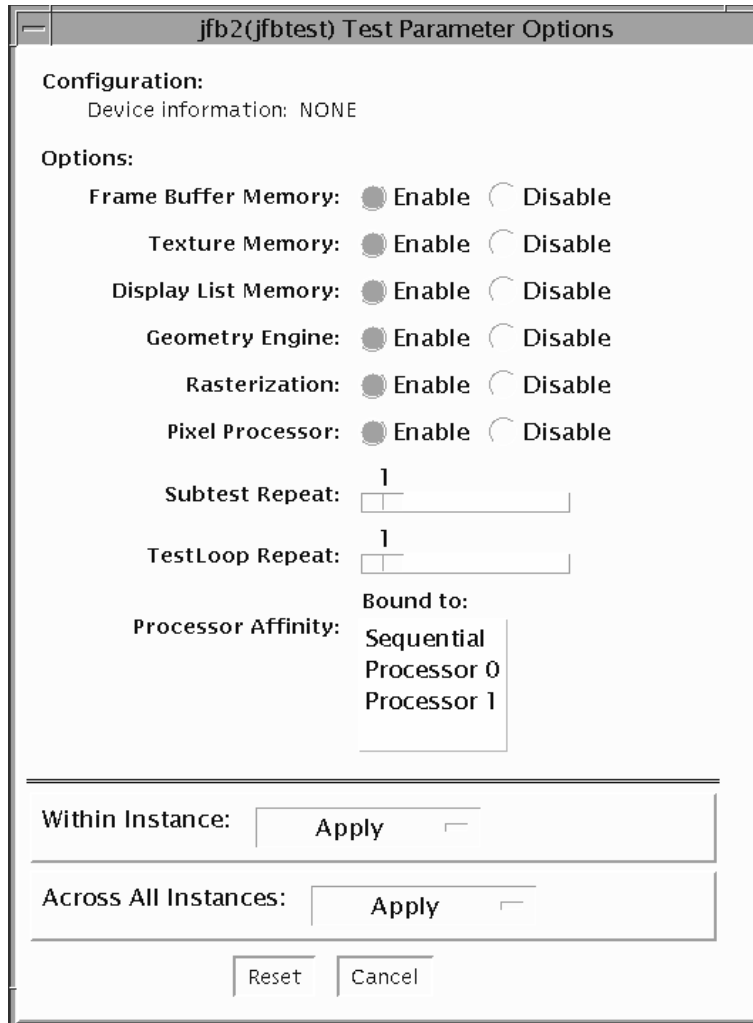 jfb2(jfbtest) Test Parameter Options
Configuration:
Device information: NONE
Options:
Frame Buffer Memory: Enable Disable
Texture Memory: Enable Disable
Display List Memory: Enable Disable
Geometry Engine: Enable Disable
Rasterization: Enable Disable
Pixel Processor: Enable Disable
1
Subtest Repeat:
1
TestLoop Repeat:
Bound to:
Processor Affinity:
Sequential
Processor 0
Processor 1
Within Instance: Apply
Across All Instances: Apply
Reset Cancel